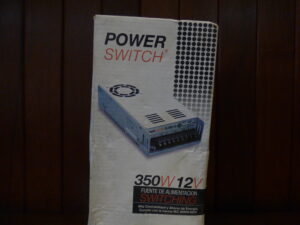 POWER
SWITCH
350W 12V
FUENTE DE ALIMENTACION
SWITCHING